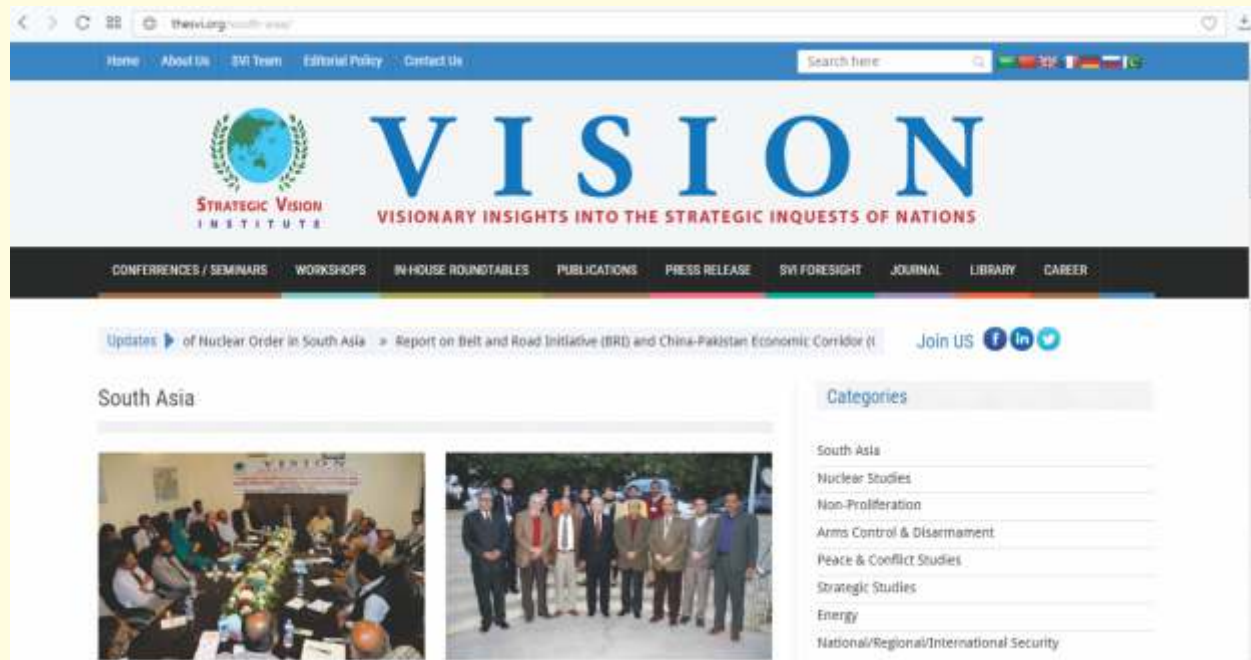 thesvi.org/south-asia/
Home About Us SVI Team Editorial Policy Contact Us Search here
VISION
STRATEGIC VISION
INSTITUTE
VISIONARY INSIGHTS INTO THE STRATEGIC INQUESTS OF NATIONS
CONFERRENCES / SEMINARS WORKSHOPS IN-HOUSE ROUNDTABLES PUBLICATIONS PRESS RELEASE SVI FORESIGHT JOURNAL LIBRARY CAREER
Updates of Nuclear Order in South Asia » Report on Belt and Road Initiative (BRI) and China-Pakistan Economic Corridor ( Join US
South Asia
Categories
South Asia
Nuclear Studies
Non-Proliferation
Arms Control & Disarmament
Peace & Conflict Studies
Strategic Studies
Energy
National/Regional/International Security
VISION